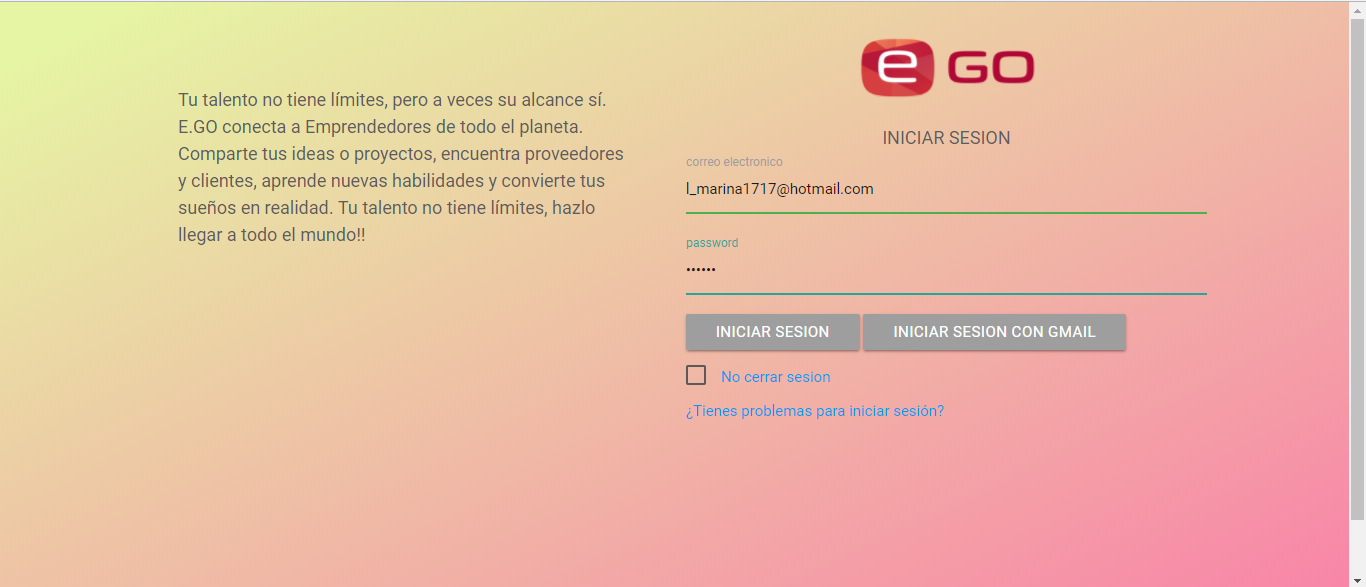 Tu talento no tiene límites, pero a veces su alcance sí.
E.GO conecta a Emprendedores de todo el planeta.
Comparte tus ideas o proyectos, encuentra proveedores
y clientes, aprende nuevas habilidades y convierte tus
sueños en realidad. Tu talento no tiene límites, hazlo
llegar a todo el mundo!!
e GO
INICIAR SESION
correo electronico
l_marina1717@hotmail.com
password
••••••
INICIAR SESION
INICIAR SESION CON GMAIL
No cerrar sesion
¿Tienes problemas para iniciar sesión?